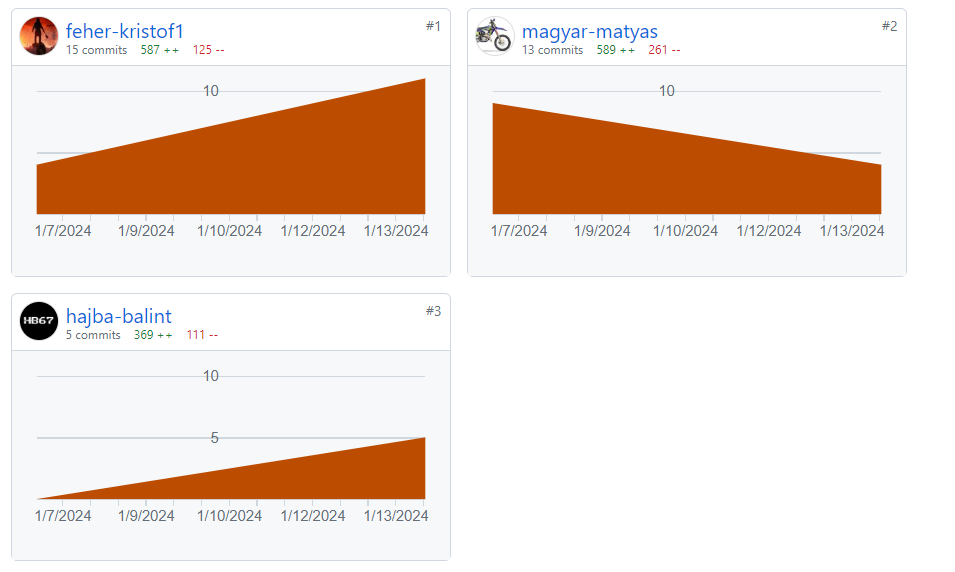 feher-kristof1
#1
15 commits 587 ++ 125 --
10
1/7/2024 1/9/2024 1/10/2024 1/12/2024 1/13/2024
magyar-matyas
#2
13 commits 589 ++ 261 --
10
1/7/2024 1/9/2024 1/10/2024 1/12/2024 1/13/2024
HB67
hajba-balint
#3
5 commits 369 ++ 111 --
10
5
1/7/2024 1/9/2024 1/10/2024 1/12/2024 1/13/2024